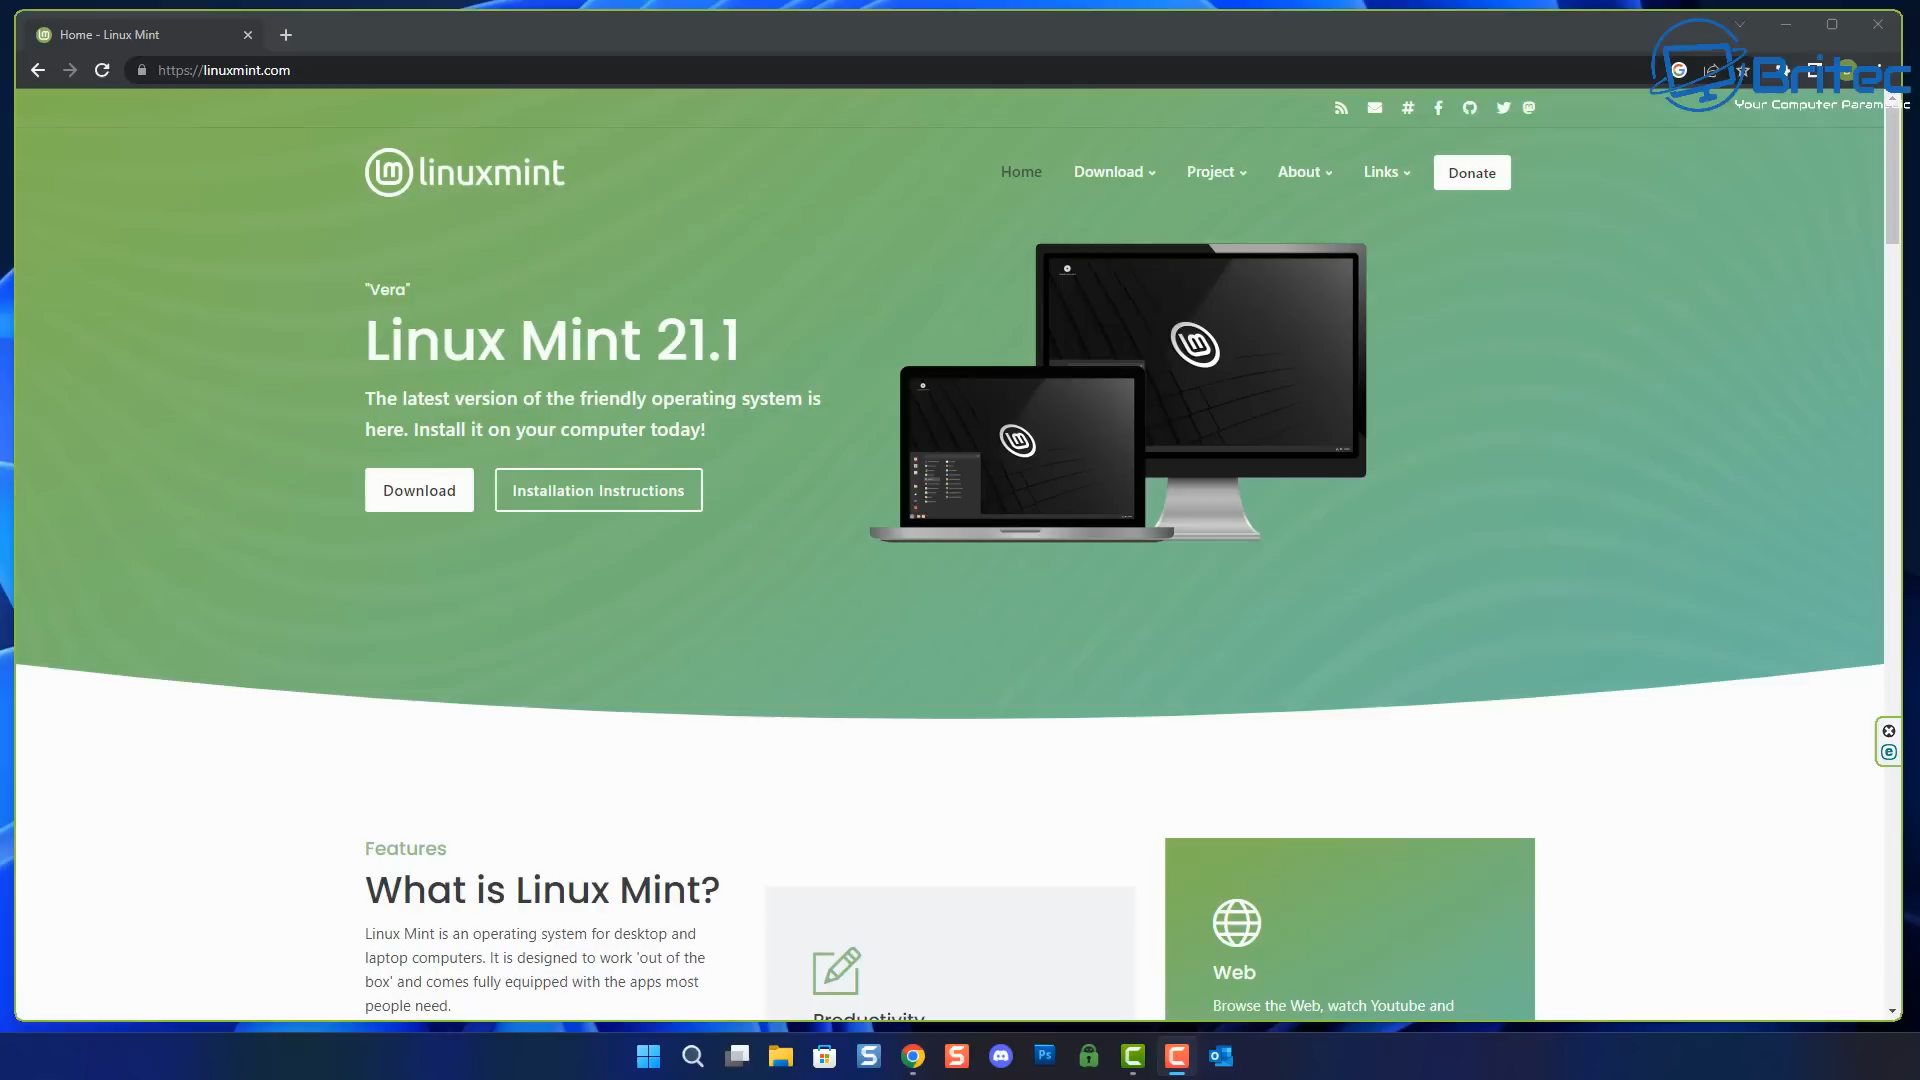 Home - Linux Mint
https://linuxmint.com
Britec
Your Computer Param
linuxmint
Home
Download
Project
About
Links
Donate
"Vera"
Linux Mint 21.1
The latest version of the friendly operating system is
here. Install it on your computer today!
Download
Installation Instructions
Features
What is Linux Mint?
Linux Mint is an operating system for desktop and
laptop computers. It is designed to work 'out of the
box' and comes fully equipped with the apps most
people need.
Productivity
Web
Browse the Web, watch Youtube and
Ps